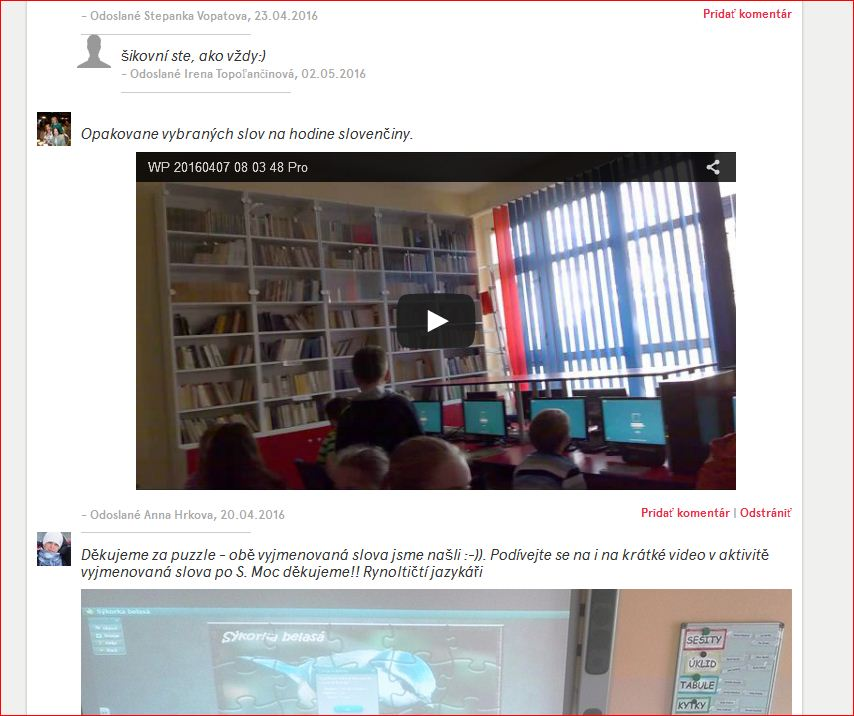 – Odoslané Stepanka Vopatova, 23.04.2016
Pridať komentár
šikovní ste, ako vždy:)
– Odoslané Irena Topoľančinová, 02.05.2016
Opakovane vybraných slov na hodine slovenčiny.
WP 20160407 08 03 48 Pro
– Odoslané Anna Hrkova, 20.04.2016
Pridať komentár | Odstrániť
Děkujeme za puzzle - obě vyjmenovaná slova jsme našli :-)). Podívejte se na i na krátké video v aktivitě
vyjmenovaná slova po S. Moc děkujeme!! Rynoltičtí jazykáři
Sýkorka belasá
Sýkorka belasá
SEŠITY
ÚKLID
TABULE
KYTKY